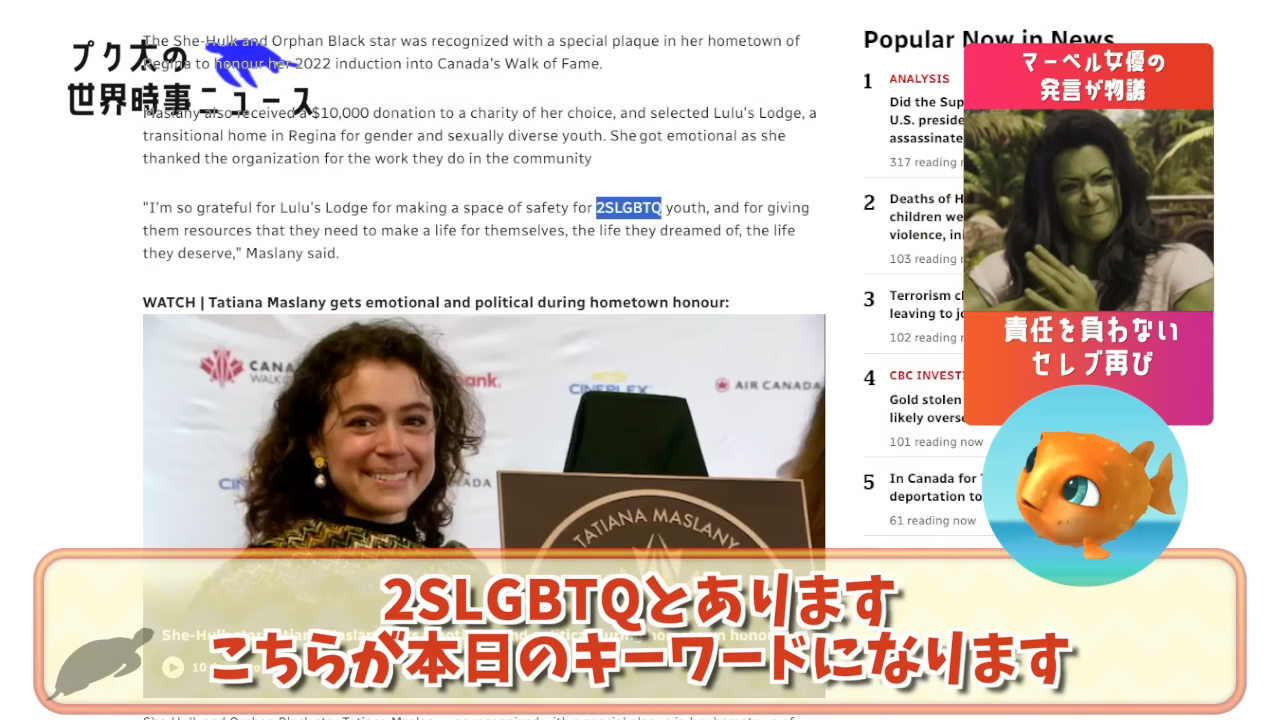 プク太の
世界時事ニュース
The She-Hulk and Orphan Black star was recognized with a special plaque in her hometown of
Regina to honour her 2022 induction into Canada's Walk of Fame.
Maslany also received a $10,000 donation to a charity of her choice, and selected Lulu's Lodge, a
transitional home in Regina for gender and sexually diverse youth. She got emotional as she
thanked the organization for the work they do in the community
"I'm so grateful for Lulu's Lodge for making a space of safety for 2SLGBTQ youth, and for giving
them resources that they need to make a life for themselves, the life they dreamed of, the life
they deserve," Maslany said.
WATCH | Tatiana Maslany gets emotional and political during hometown honour:
CANA
WALK
CINEPLEX
AIR CANADA
TATIANA MASLANY
Popular Now in News
1 ANALYSIS
Did the Sup
U.S. preside
assassinate
317 reading
2 Deaths of H
children we
violence, ini
103 reading
3 Terrorism cl
leaving to jo
102 reading
4 CBC INVESTI
Gold stolen
likely overse
101 reading now
5 In Canada for
deportation to
61 reading now
マーベル女優の
発言が物議
責任を負わない
セレブ再び
2SLGBTQとあります
こちらが本日のキーワードになります